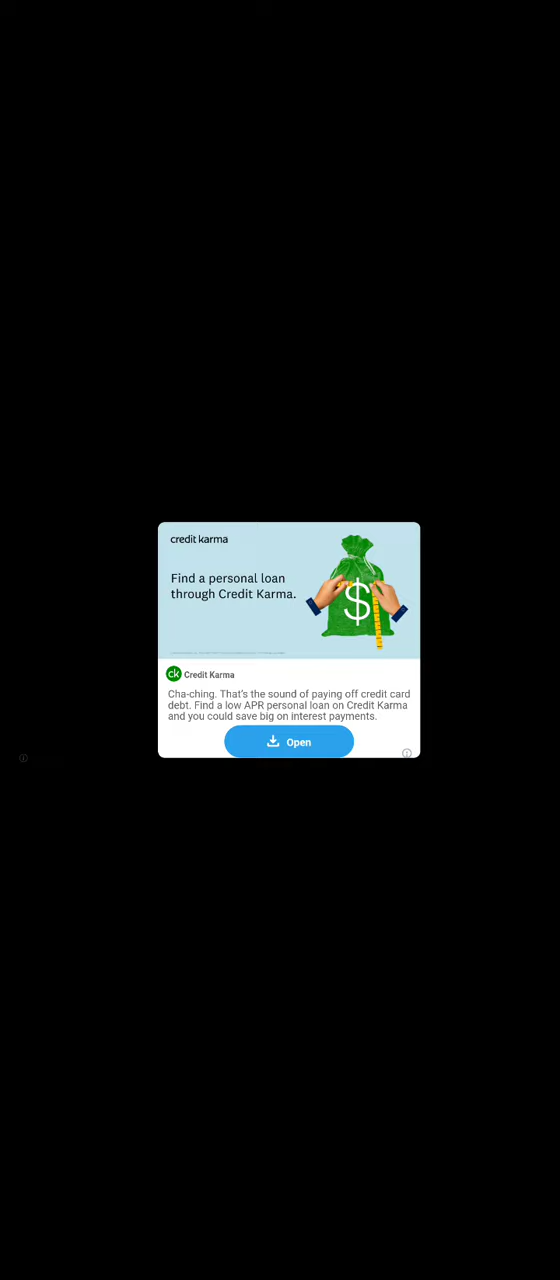 credit karma
Find a personal loan
through Credit Karma.
$
ck Credit Karma
Cha-ching. That's the sound of paying off credit card
debt. Find a low APR personal loan on Credit Karma
and you could save big on interest payments.
Open